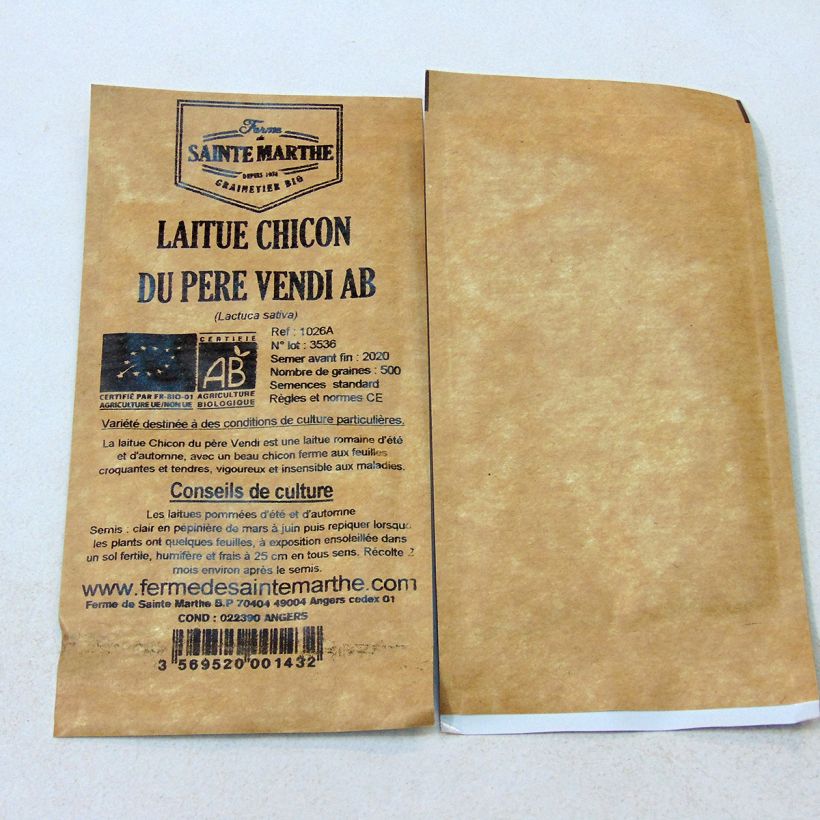 Ferme
de
SAINTE MARTHE
DEPUIS 1974
GRAINETIER BIO
LAITUE CHICON
DU PERE VENDI AB
(Lactuca sativa)
Ref : 1026A
N° lot : 3536
Semer avant fin : 2020
Nombre de graines : 500
Semences standard
Règles et normes CE
CERTIFIÉ
AB
AGRICULTURE
BIOLOGIQUE
CERTIFIÉ PAR FR-BIO-01
AGRICULTURE UE/NON UE
Variété destinée à des conditions de culture particulières.
La laitue Chicon du père Vendi est une laitue romaine d'été
et d'automne, avec un beau chicon ferme aux feuilles
croquantes et tendres, vigoureux et insensible aux maladies.
Conseils de culture
Les laitues pommées d'été et d'automne
Semis : clair en pépinière de mars à juin puis repiquer lorsque
les plants ont quelques feuilles, à exposition ensoleillée dans
un sol fertile, humifère et frais à 25 cm en tous sens. Récolte 2
mois environ après le semis.
www.fermedesaintemarthe.com
Ferme de Sainte Marthe B.P 70404 49004 Angers cedex 01
COND : 022390 ANGERS
3 569520 001432